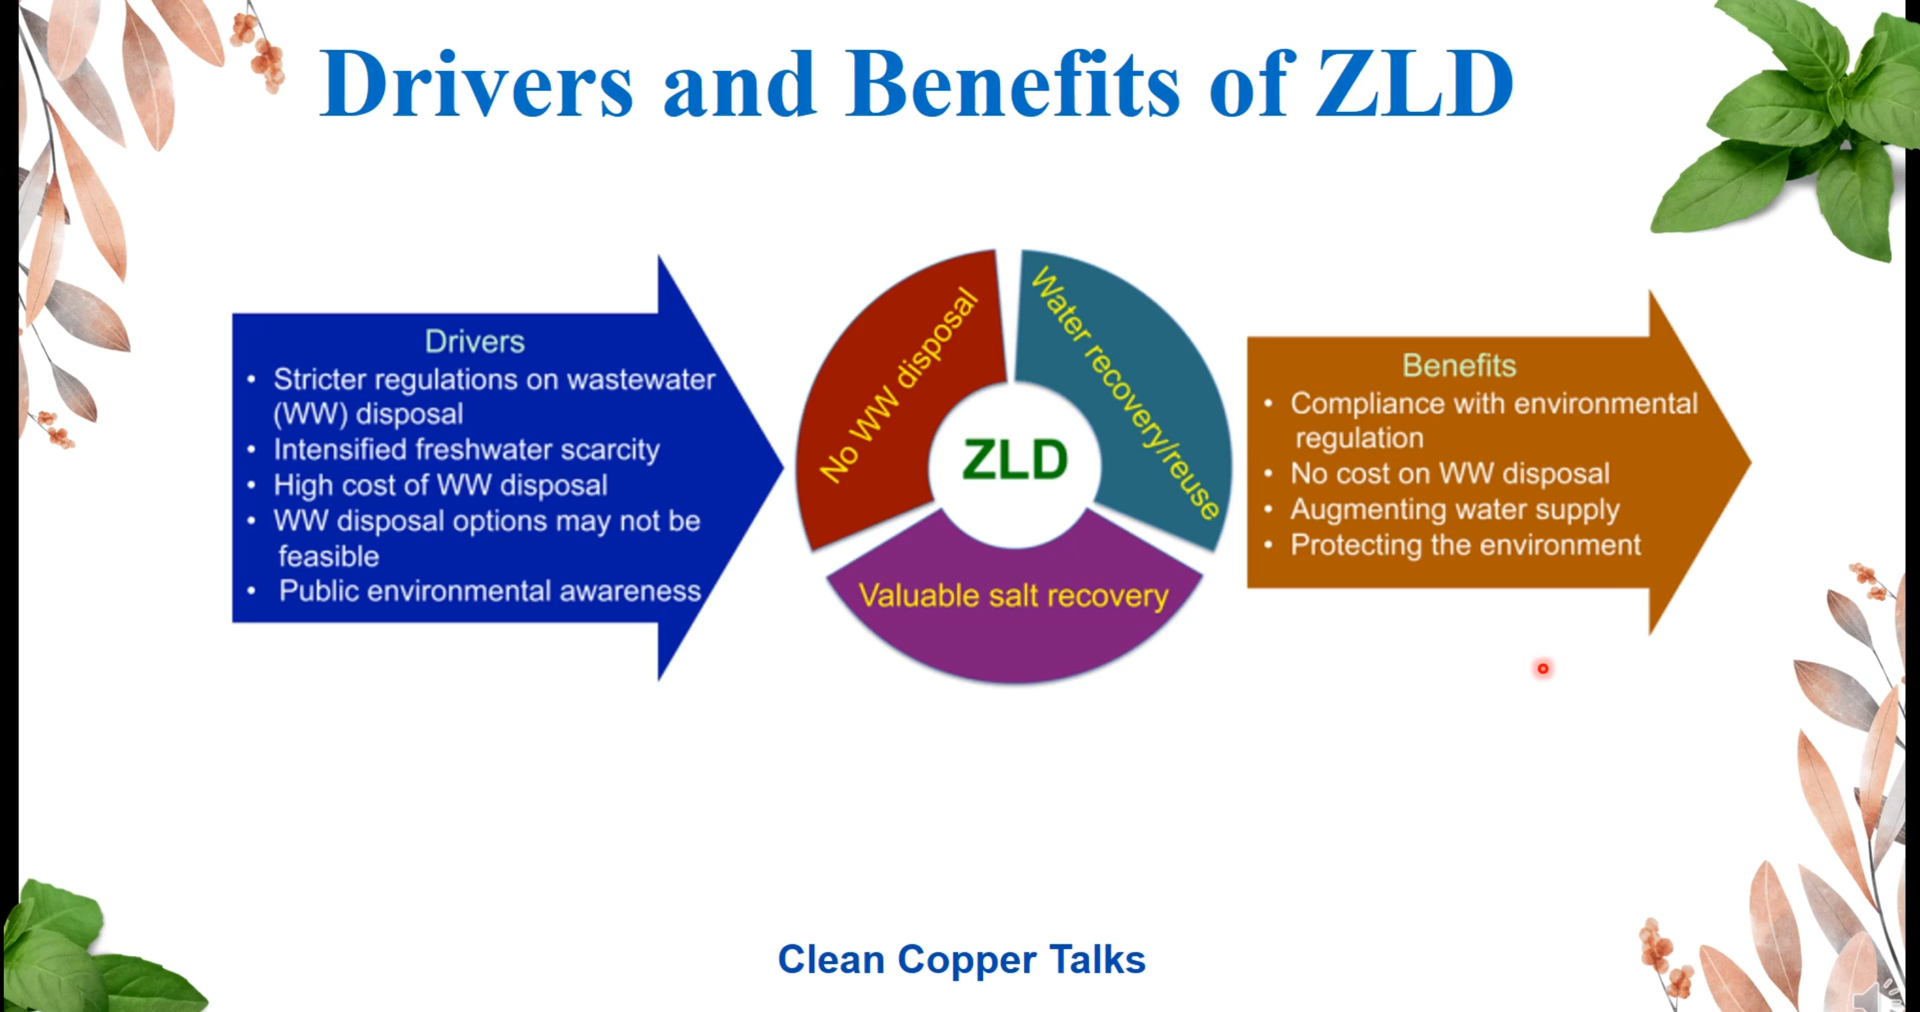 Drivers and Benefits of ZLD
Drivers
• Stricter regulations on wastewater
(WW) disposal
• Intensified freshwater scarcity
• High cost of WW disposal
• WW disposal options may not be
feasible
• Public environmental awareness
No WW disposal
Water recovery/reuse
ZLD
Valuable salt recovery
Benefits
• Compliance with environmental
regulation
• No cost on WW disposal
• Augmenting water supply
• Protecting the environment
Clean Copper Talks